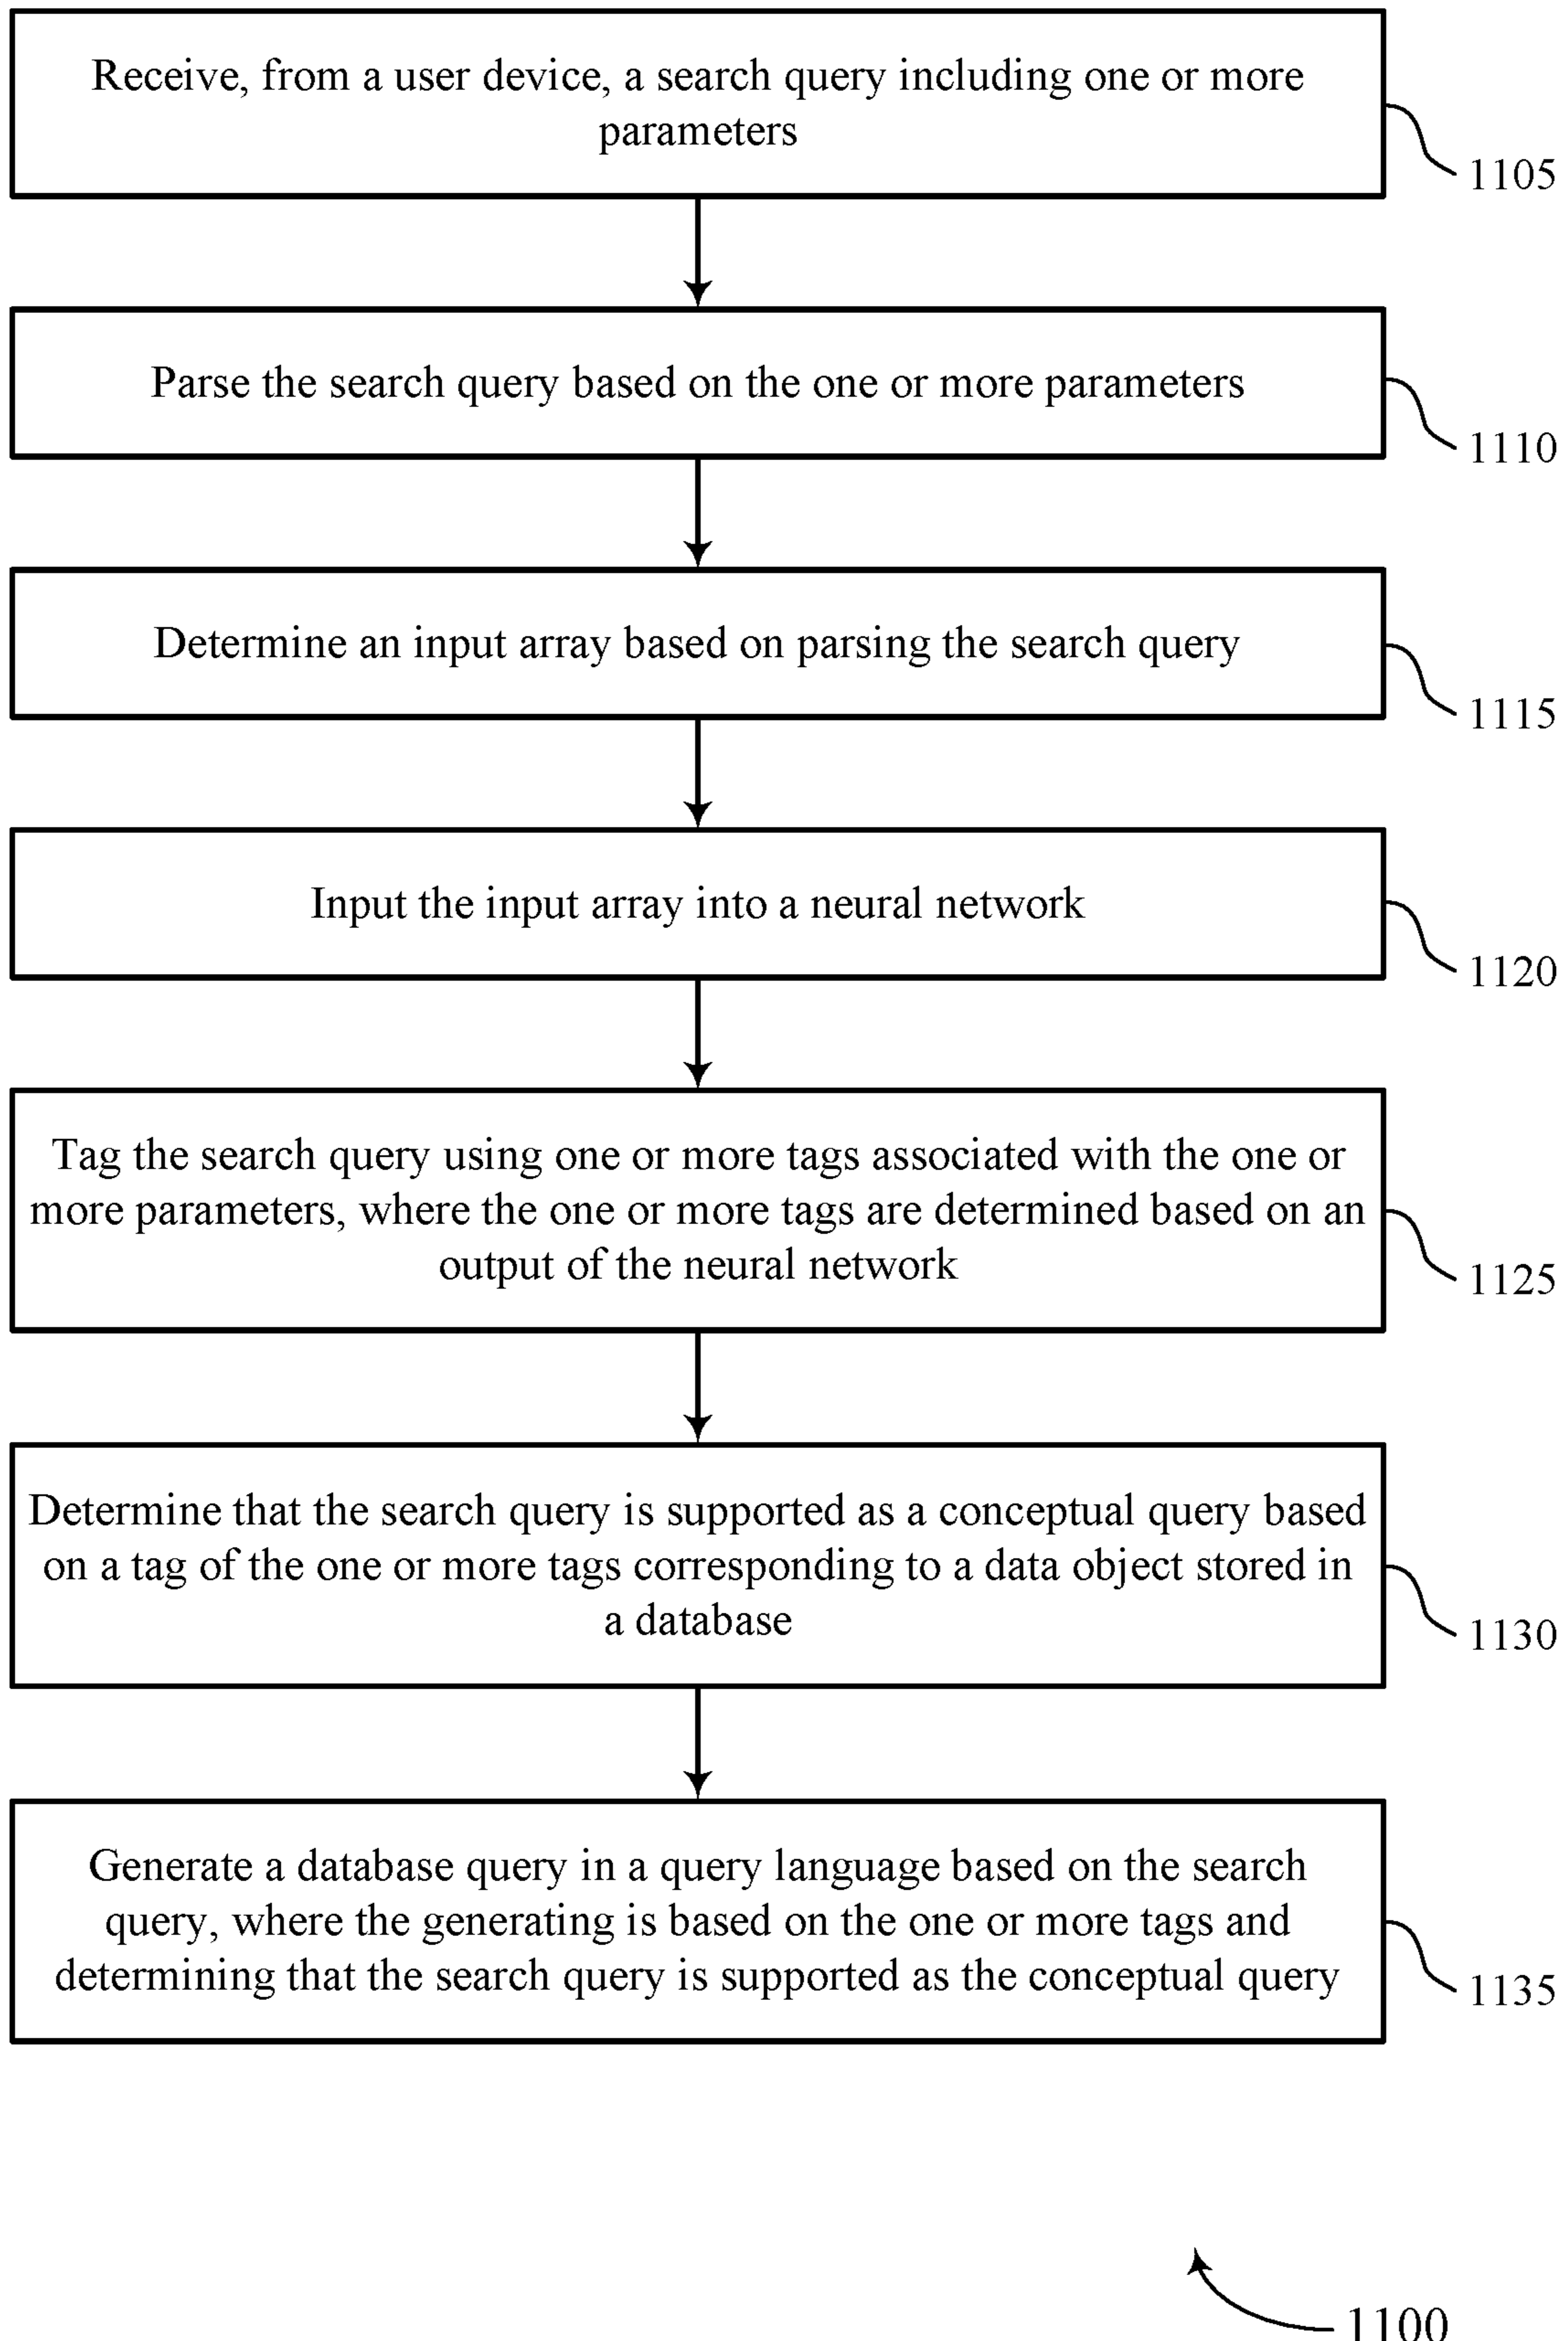 Receive, from a user device, a search query including one or more
parameters
1105
Parse the search query based on the one or more parameters
1110
Determine an input array based on parsing the search query
1115
Input the input array into a neural network
1120
Tag the search query using one or more tags associated with the one or
more parameters, where the one or more tags are determined based on an
output of the neural network
1125
Determine that the search query is supported as a conceptual query based
on a tag of the one or more tags corresponding to a data object stored in
a database
1130
Generate a database query in a query language based on the search
query, where the generating is based on the one or more tags and
determining that the search query is supported as the conceptual query
1135
1100